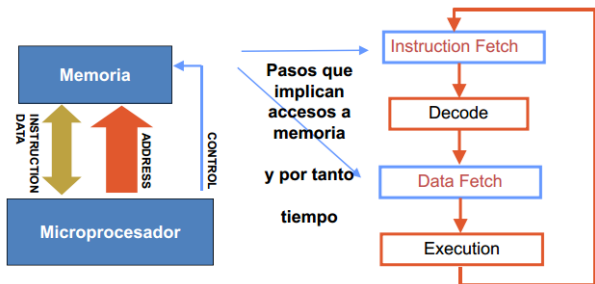 Memoria
INSTRUCTION
DATA
ADDRESS
CONTROL
Microprocesador
Pasos que
implican
accesos a
memoria
y por tanto
tiempo
Instruction Fetch
Decode
Data Fetch
Execution